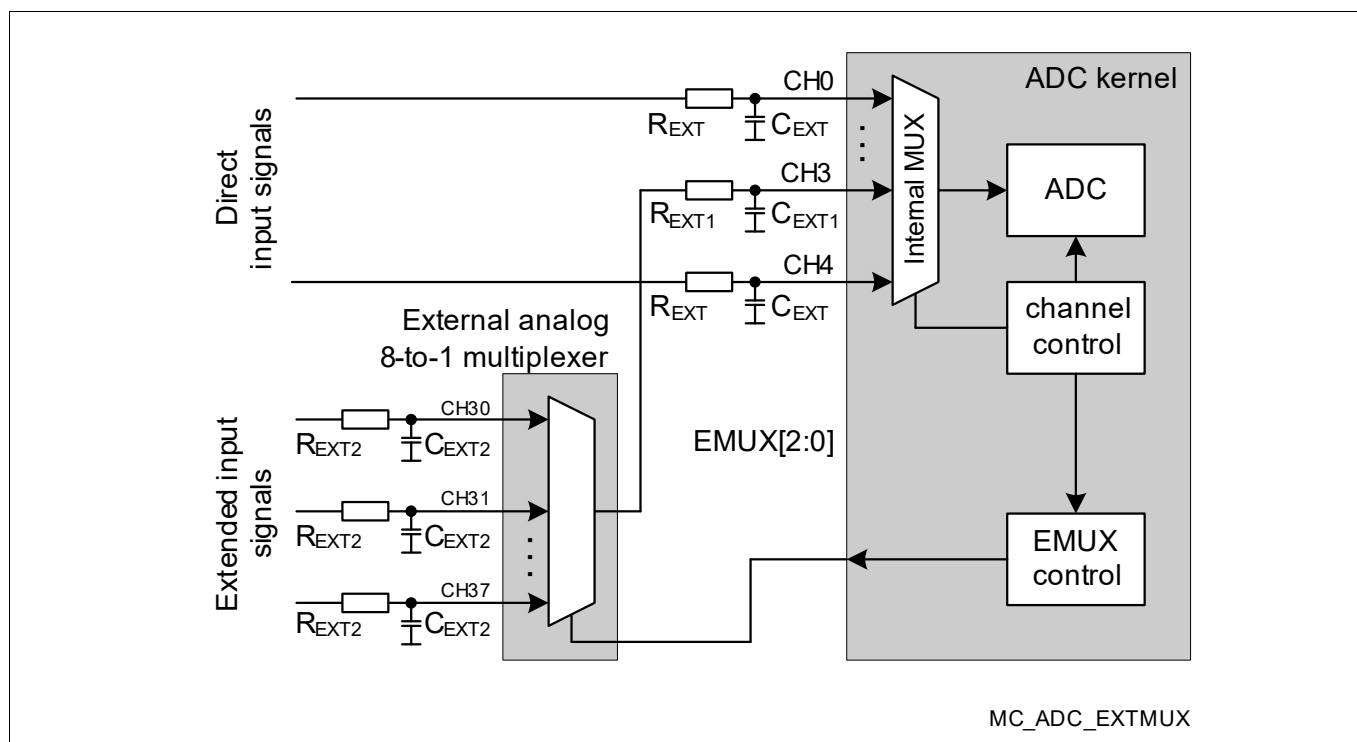 ADC kernel
Direct
input signals
CH0
REXT
CEXT
Internal MUX
ADC
CH3
REXT1
CEXT1
CH4
REXT
CEXT
channel
control
External analog
8-to-1 multiplexer
Extended input
signals
CH30
REXT2
CEXT2
EMUX[2:0]
CH31
REXT2
CEXT2
CH37
REXT2
CEXT2
EMUX
control
MC_ADC_EXTMUX